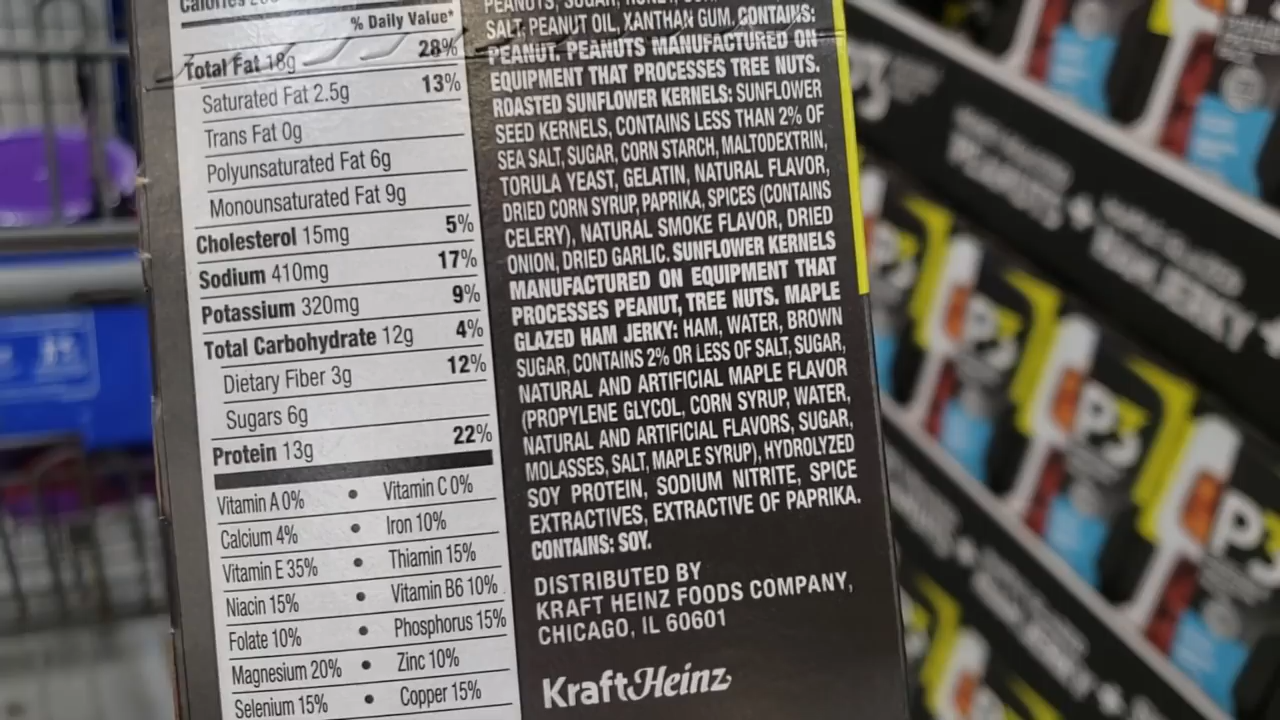 % Daily Value*
Total Fat 18g 28%
Saturated Fat 2.5g 13%
Trans Fat 0g
Polyunsaturated Fat 6g
Monounsaturated Fat 9g
Cholesterol 15mg 5%
Sodium 410mg 17%
Potassium 320mg 9%
Total Carbohydrate 12g 4%
Dietary Fiber 3g 12%
Sugars 6g
Protein 13g 22%
Vitamin A 0% • Vitamin C 0%
Calcium 4% • Iron 10%
Vitamin E 35% • Thiamin 15%
Niacin 15% • Vitamin B6 10%
Folate 10% • Phosphorus 15%
Magnesium 20% • Zinc 10%
Selenium 15% • Copper 15%
PEANUTS, SUGAR, HONEY,
SALT, PEANUT OIL, XANTHAN GUM. CONTAINS:
PEANUT. PEANUTS MANUFACTURED ON
EQUIPMENT THAT PROCESSES TREE NUTS.
ROASTED SUNFLOWER KERNELS: SUNFLOWER
SEED KERNELS, CONTAINS LESS THAN 2% OF
SEA SALT, SUGAR, CORN STARCH, MALTODEXTRIN,
TORULA YEAST, GELATIN, NATURAL FLAVOR,
DRIED CORN SYRUP, PAPRIKA, SPICES (CONTAINS
CELERY), NATURAL SMOKE FLAVOR, DRIED
ONION, DRIED GARLIC. SUNFLOWER KERNELS
MANUFACTURED ON EQUIPMENT THAT
PROCESSES PEANUT, TREE NUTS. MAPLE
GLAZED HAM JERKY: HAM, WATER, BROWN
SUGAR, CONTAINS 2% OR LESS OF SALT, SUGAR,
NATURAL AND ARTIFICIAL MAPLE FLAVOR
(PROPYLENE GLYCOL, CORN SYRUP, WATER,
NATURAL AND ARTIFICIAL FLAVORS, SUGAR,
MOLASSES, SALT, MAPLE SYRUP), HYDROLYZED
SOY PROTEIN, SODIUM NITRITE, SPICE
EXTRACTIVES, EXTRACTIVE OF PAPRIKA.
CONTAINS: SOY.
DISTRIBUTED BY
KRAFT HEINZ FOODS COMPANY,
CHICAGO, IL 60601
KraftHeinz
P3
P3
P3